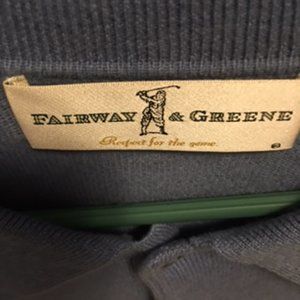 FAIRWAY & GREENE
Respect for the game.